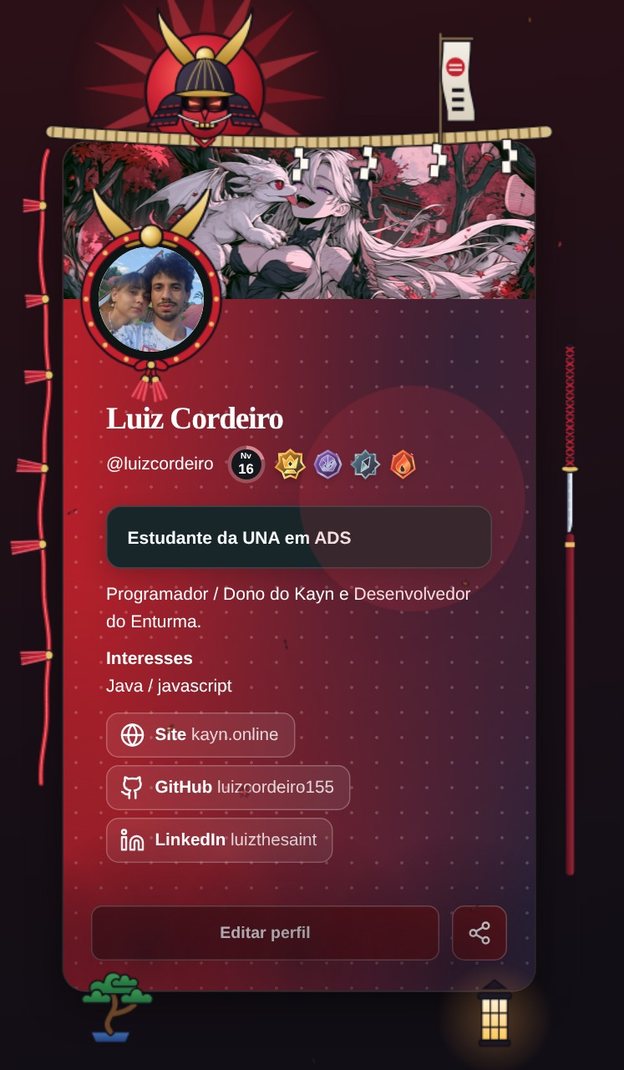 Luiz Cordeiro
@luizcordeiro
Nv
16
Estudante da UNA em ADS
Programador / Dono do Kayn e Desenvolvedor
do Enturma.
Interesses
Java / javascript
Site kayn.online
GitHub luizcordeiro155
LinkedIn luizthesaint
Editar perfil